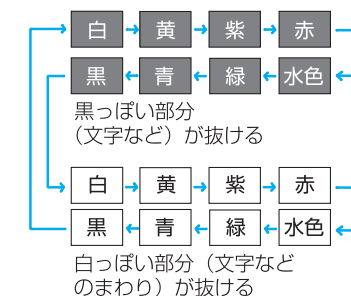 白 黄 紫 赤
黒 青 緑 水色
黒っぽい部分
（文字など）が抜ける
白 黄 紫 赤
黒 青 緑 水色
白っぽい部分（文字など
のまわり）が抜ける